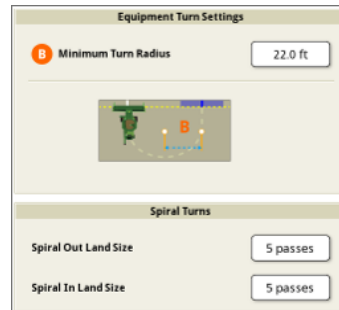 Equipment Turn Settings
B Minimum Turn Radius 22.0 ft
B
Spiral Turns
Spiral Out Land Size 5 passes
Spiral In Land Size 5 passes